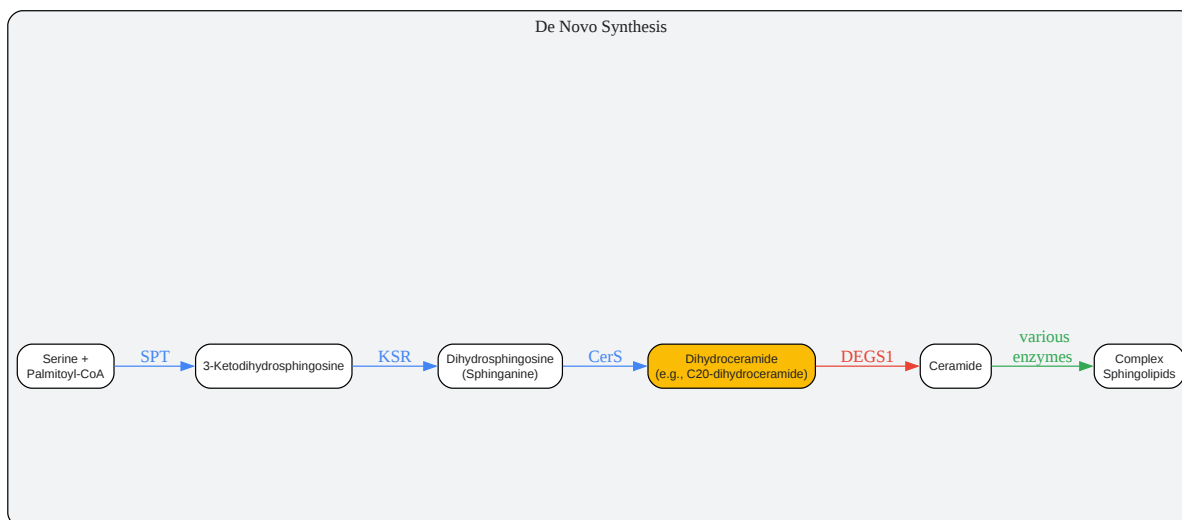 De Novo Synthesis
Serine +
Palmitoyl-CoA
SPT
3-Ketodihydrosphingosine
KSR
Dihydrosphingosine
(Sphinganine)
CerS
Dihydroceramide
(e.g., C20-dihydroceramide)
DEGS1
Ceramide
various
enzymes
Complex
Sphingolipids